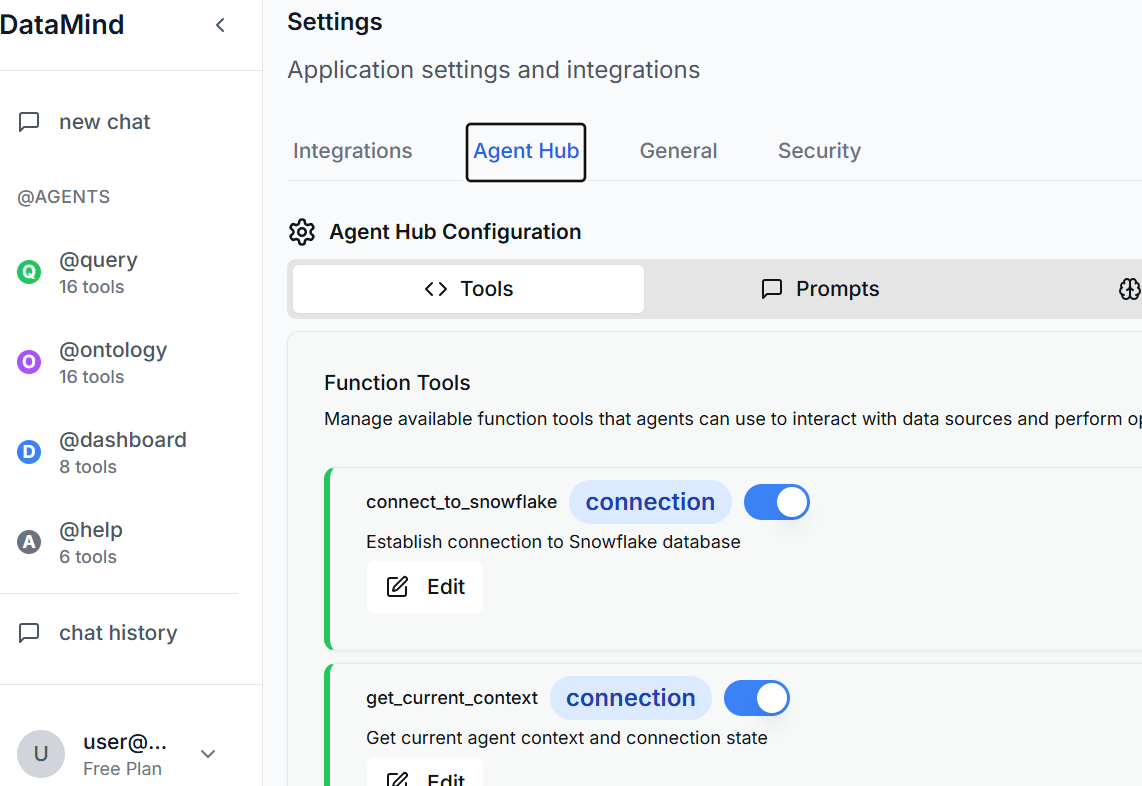 DataMind
new chat
@AGENTS
Q
@query
16 tools
O
@ontology
16 tools
D
@dashboard
8 tools
A
@help
6 tools
chat history
U
user@...
Free Plan
Settings
Application settings and integrations
Integrations Agent Hub General Security
Agent Hub Configuration
Tools Prompts
Function Tools
Manage available function tools that agents can use to interact with data sources and perform
connect_to_snowflake connection
Establish connection to Snowflake database
Edit
get_current_context connection
Get current agent context and connection state
Edit